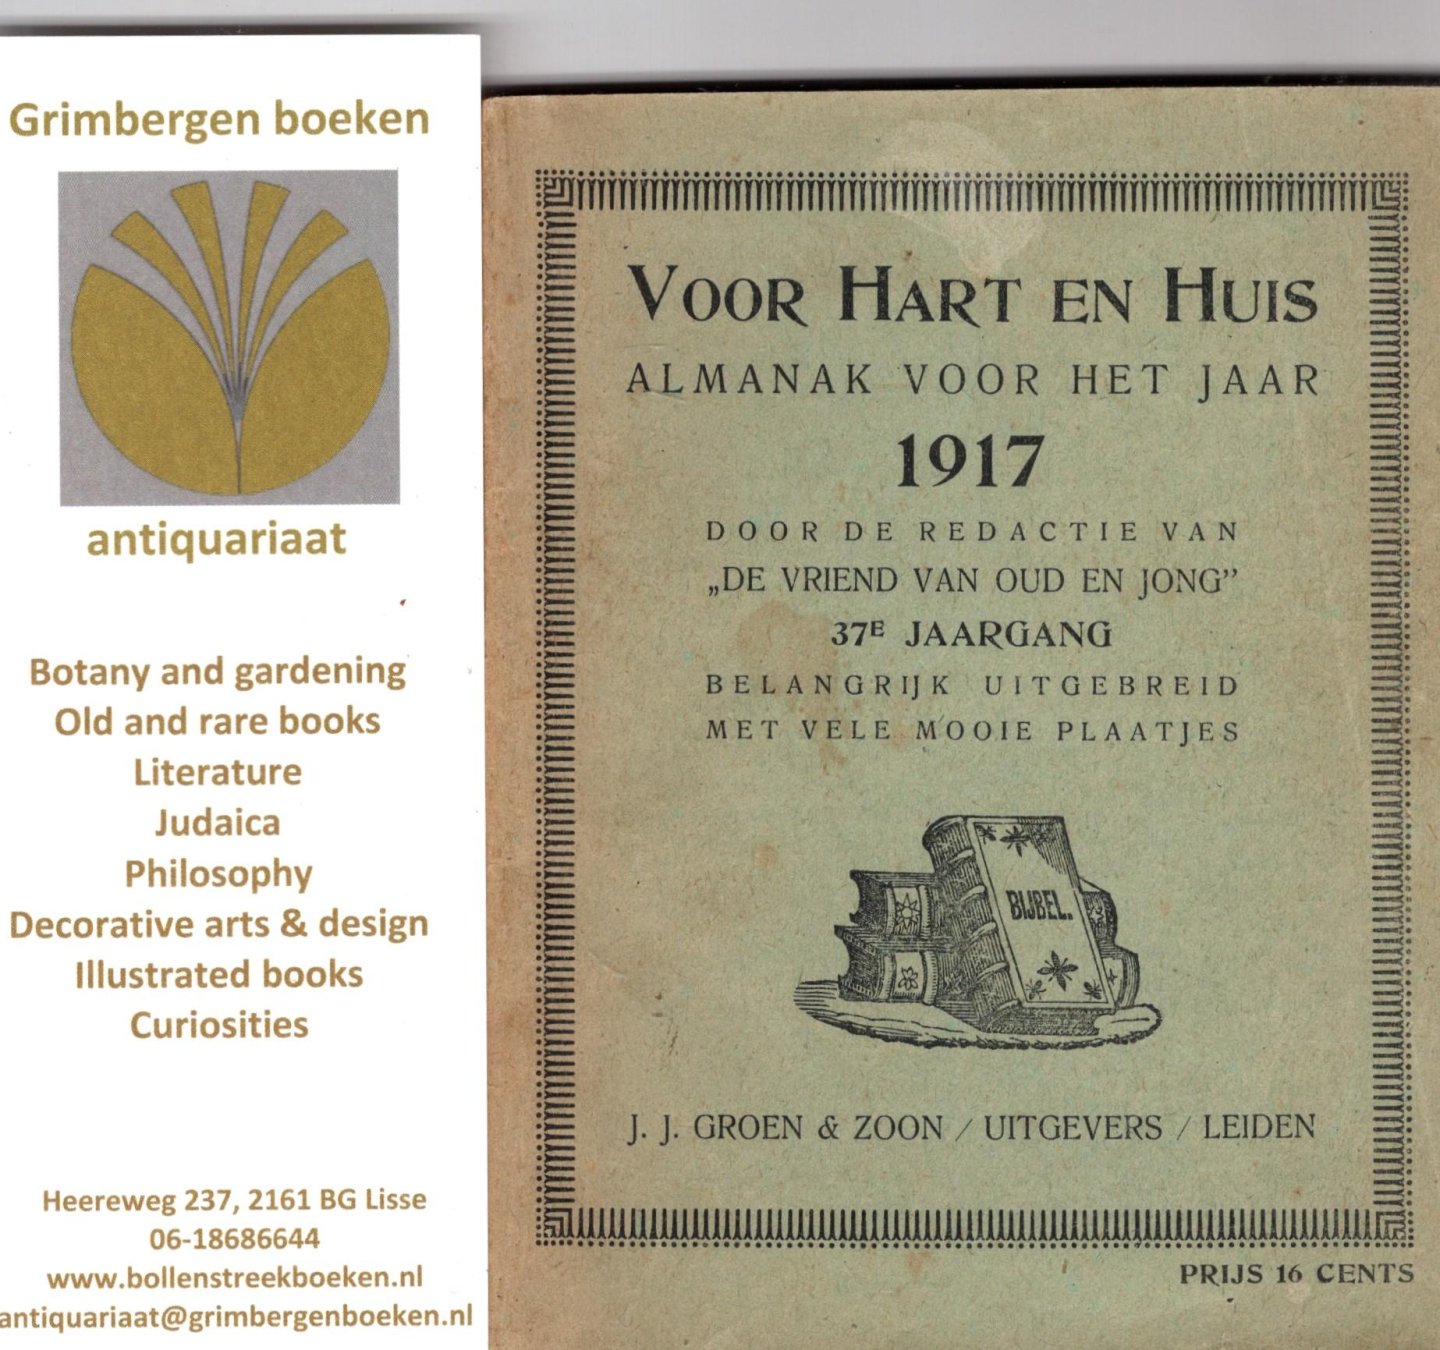 Grimbergen boeken
antiquariaat
Botany and gardening
Old and rare books
Literature
Judaica
Philosophy
Decorative arts & design
Illustrated books
Curiosities
Heereweg 237, 2161 BG Lisse
06-18686644
www.bollenstreekboeken.nl
antiquariaat@grimbergenboeken.nl
VOOR HART EN HUIS
ALMANAK VOOR HET JAAR
1917
DOOR DE REDACTIE VAN
„DE VRIEND VAN OUD EN JONG”
37E JAARGANG
BELANGRIJK UITGEBREID
MET VELE MOOIE PLAATJES
BIJBEL.
J. J. GROEN & ZOON / UITGEVERS / LEIDEN
PRIJS 16 CENTS